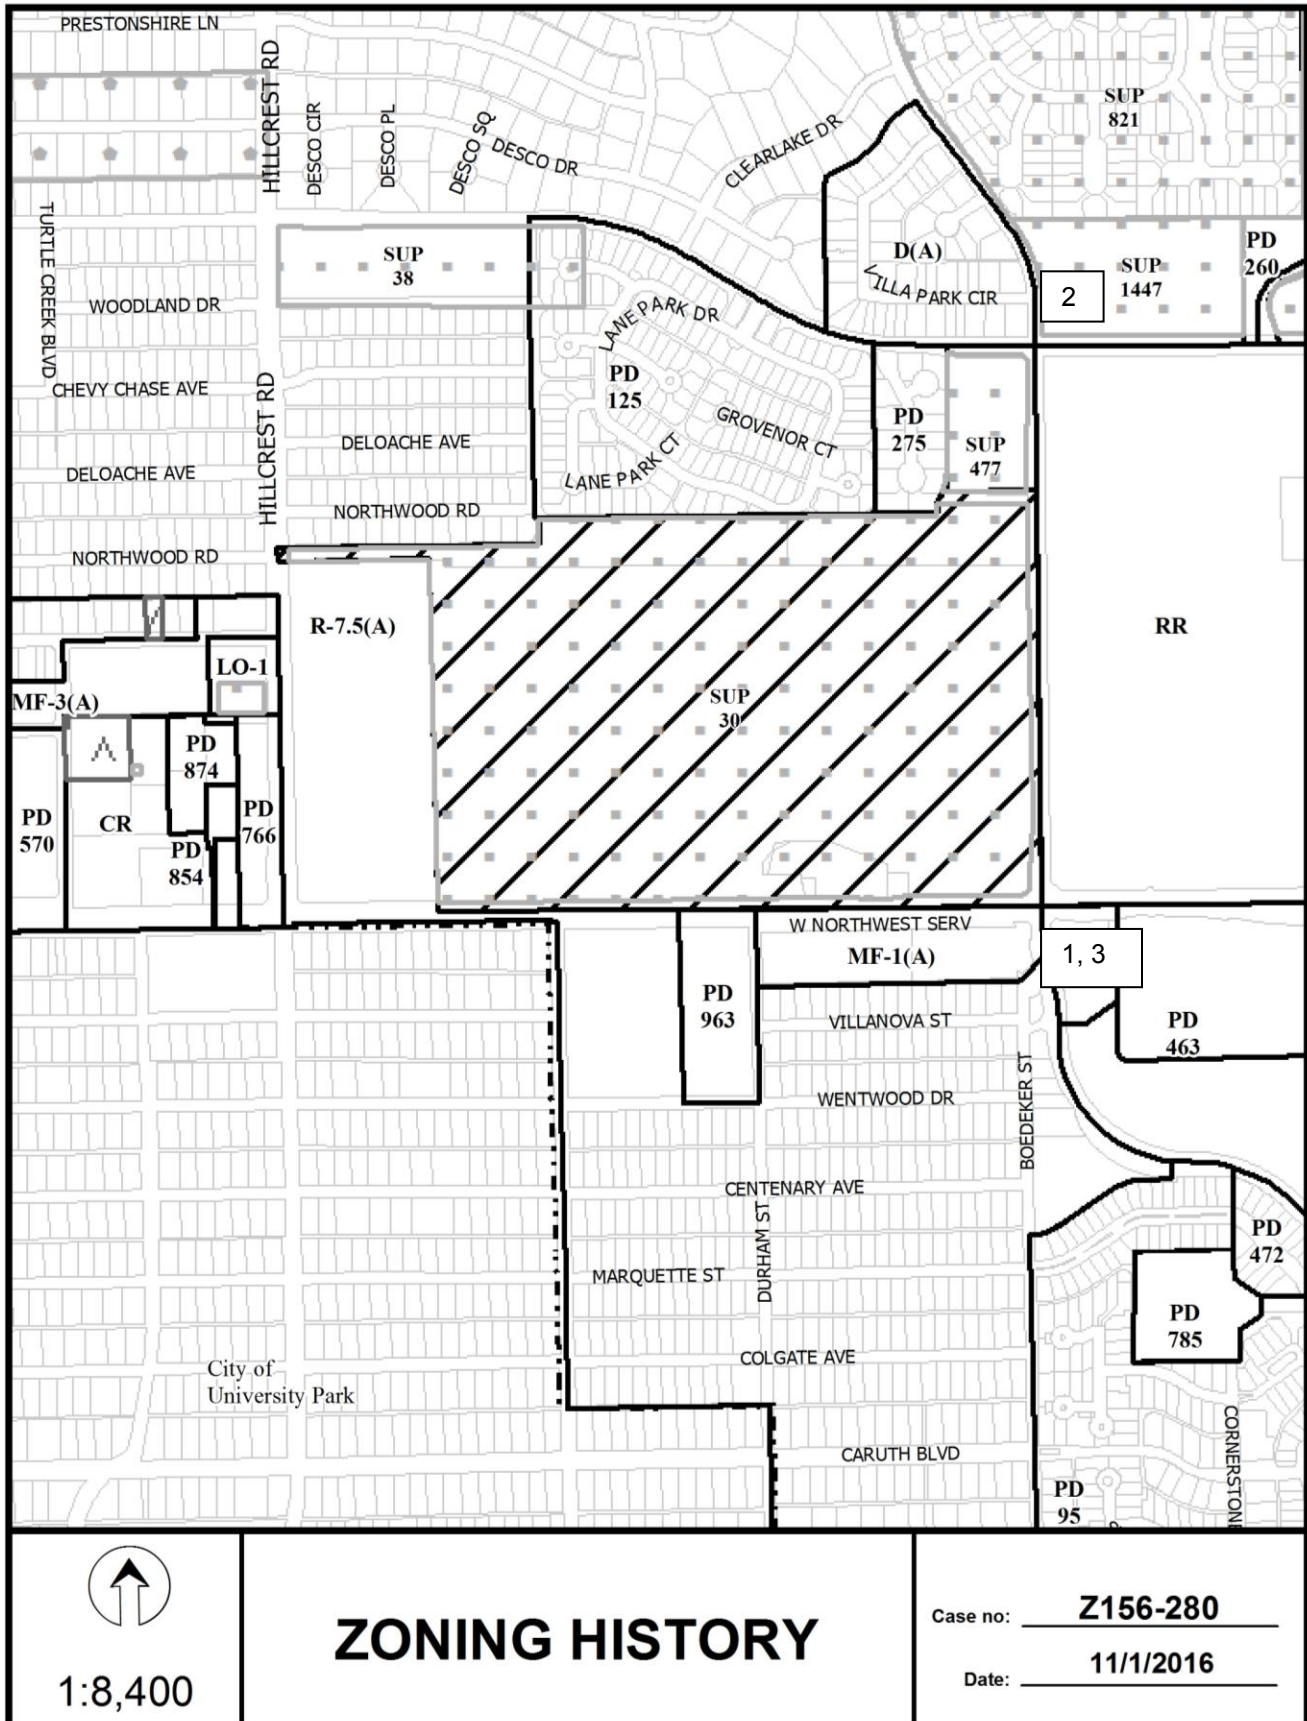 PRESTONSHIRE LN
HILLCREST RD
DESCO CIR
DESCO PL
DESCO SQ
DESCO DR
CLEARLAKE DR
SUP
821
TURTLE CREEK BLVD
SUP
38
D(A)
VILLA PARK CIR
2
SUP
1447
PD
260
WOODLAND DR
LANE PARK DR
CHEVY CHASE AVE
HILLCREST RD
PD
125
GROVENOR CT
PD
275
SUP
477
DELOACHE AVE
DELOACHE AVE
LANE PARK CT
NORTHWOOD RD
NORTHWOOD RD
R-7.5(A)
RR
LO-1
MF-3(A)
SUP
30
PD
874
PD
570
CR
PD
766
PD
854
W NORTHWEST SERV
MF-1(A)
1, 3
PD
963
VILLANOVA ST
PD
463
WENTWOOD DR
BOEDEKER ST
CENTENARY AVE
DURHAM ST
PD
472
MARQUETTE ST
PD
785
COLGATE AVE
City of
University Park
CORNERSTONE
CARUTH BLVD
PD
95
1:8,400
ZONING HISTORY
Case no: Z156-280
Date: 11/1/2016